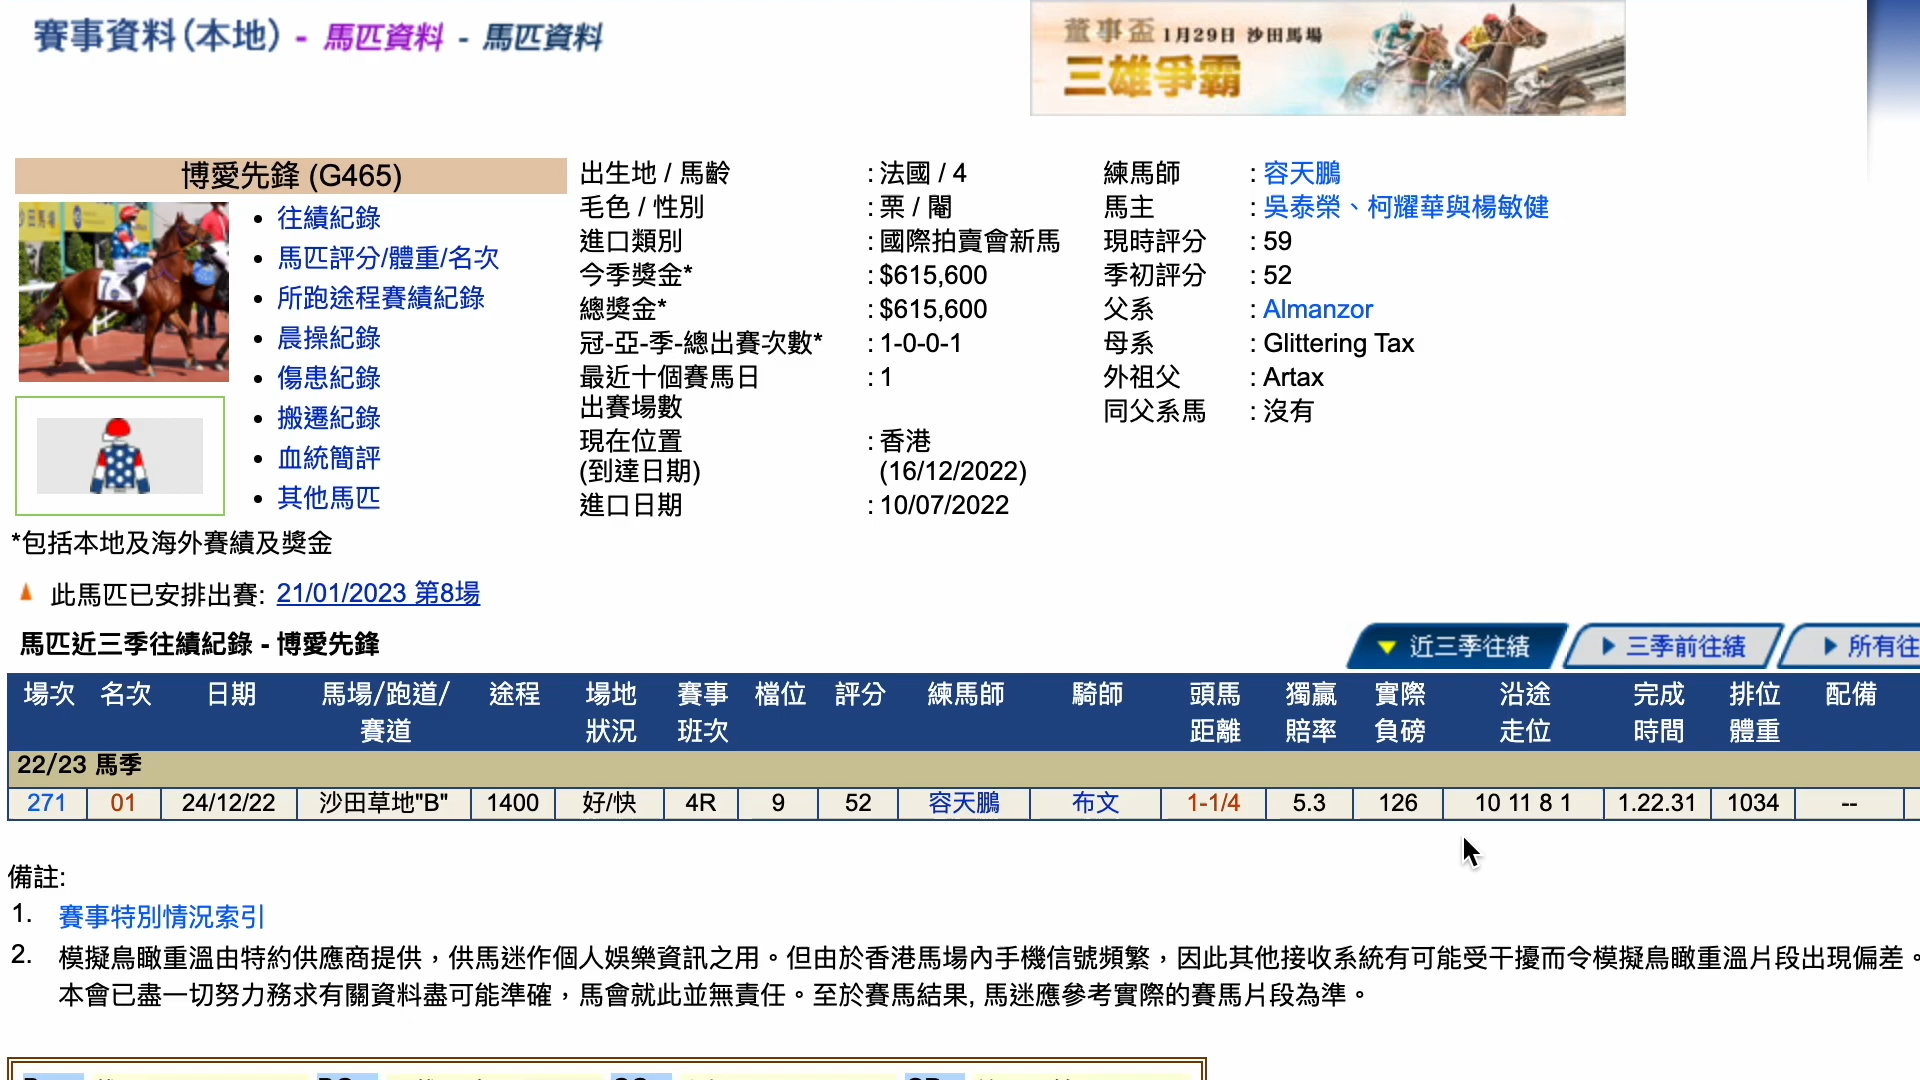 賽事資料(本地) - 馬匹資料 - 馬匹資料
董事盃 1月29日 沙田馬場
三雄爭霸
博愛先鋒 (G465)
往績紀錄
馬匹評分/體重/名次
所跑途程賽績紀錄
晨操紀錄
傷患紀錄
搬遷紀錄
血統簡評
其他馬匹
出生地 / 馬齡 : 法國 / 4
毛色 / 性別 : 栗 / 閹
進口類別 : 國際拍賣會新馬
今季獎金* : $615,600
總獎金* : $615,600
冠-亞-季-總出賽次數* : 1-0-0-1
最近十個賽馬日 : 1
出賽場數
現在位置 : 香港
(到達日期) (16/12/2022)
進口日期 : 10/07/2022
練馬師 : 容天鵬
馬主 : 吳泰榮、柯耀華與楊敏健
現時評分 : 59
季初評分 : 52
父系 : Almanzor
母系 : Glittering Tax
外祖父 : Artax
同父系馬 : 沒有
*包括本地及海外賽績及獎金
此馬匹已安排出賽: 21/01/2023 第8場
馬匹近三季往績紀錄 - 博愛先鋒
近三季往績 三季前往績 所有往
場次 名次 日期 馬場/跑道/ 途程 場地 賽事 檔位 評分 練馬師 騎師 頭馬 獨贏 實際 沿途 完成 排位 配備
賽道 狀況 班次 距離 賠率 負磅 走位 時間 體重
22/23 馬季
271 01 24/12/22 沙田草地"B" 1400 好/快 4R 9 52 容天鵬 布文 1-1/4 5.3 126 10 11 8 1 1.22.31 1034 --
備註:
1. 賽事特別情況索引
2. 模擬鳥瞰重溫由特約供應商提供，供馬迷作個人娛樂資訊之用。但由於香港馬場內手機信號頻繁，因此其他接收系統有可能受干擾而令模擬鳥瞰重溫片段出現偏差。
本會已盡一切努力務求有關資料盡可能準確，馬會就此並無責任。至於賽馬結果, 馬迷應參考實際的賽馬片段為準。